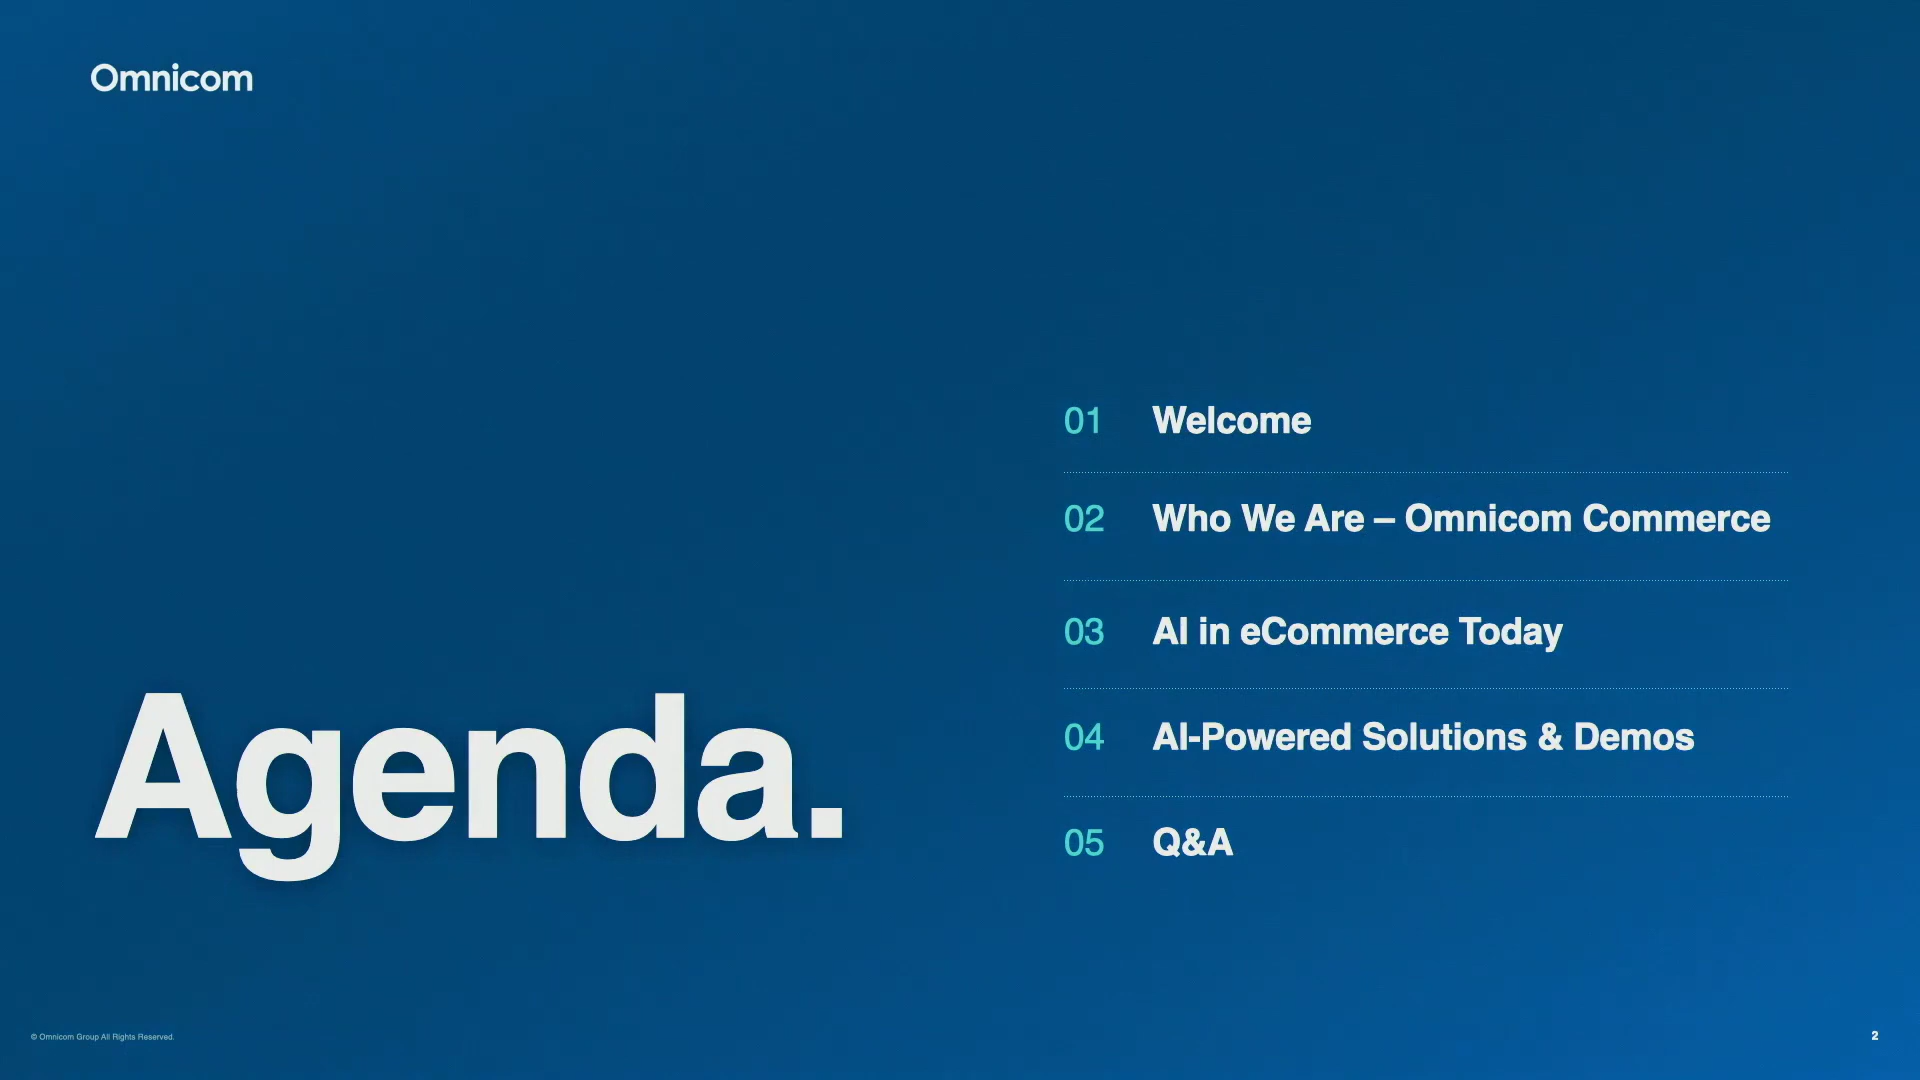 Omnicom
Agenda.
01 Welcome
02 Who We Are – Omnicom Commerce
03 AI in eCommerce Today
04 AI-Powered Solutions & Demos
05 Q&A
© Omnicom Group All Rights Reserved.
2